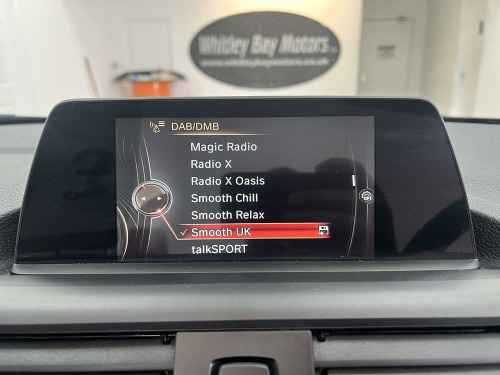 Whitley Bay Motors
www.whitleybaymotors.co.uk
DAB/DMB
Magic Radio
Radio X
Radio X Oasis
Smooth Chill
Smooth Relax
✓ Smooth UK
talkSPORT